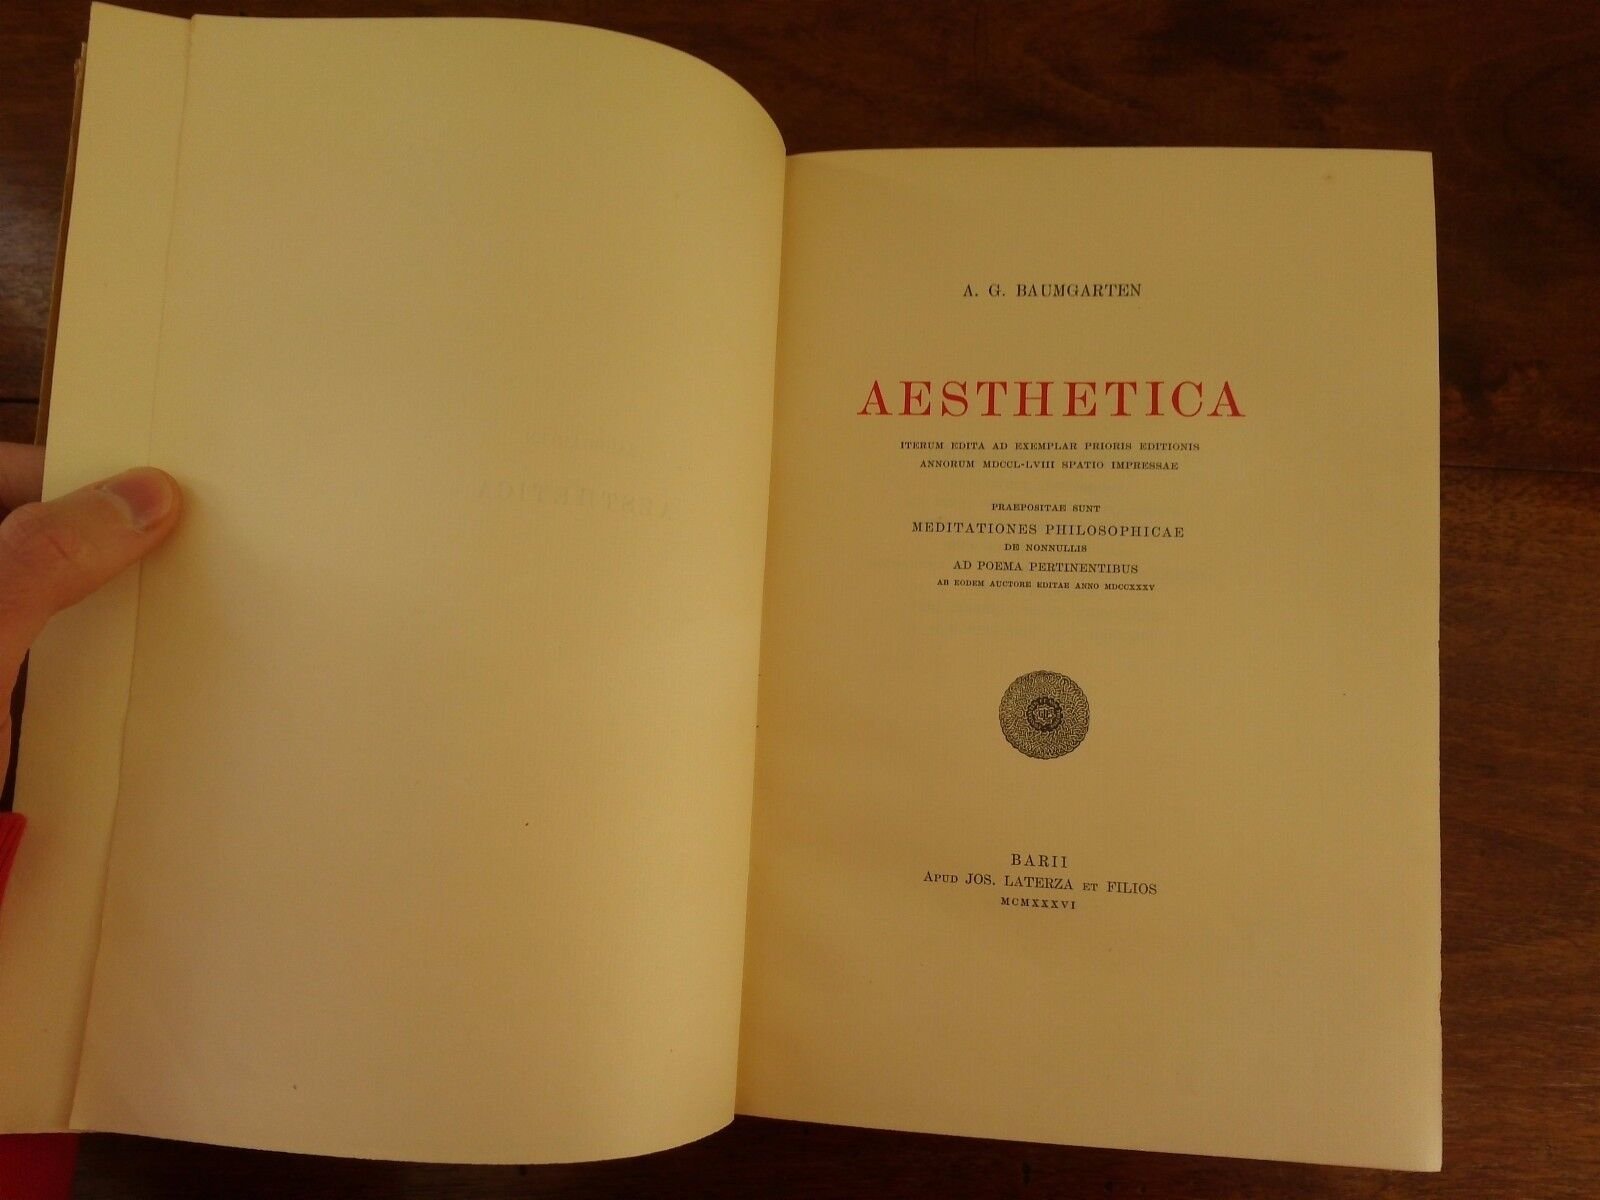 A. G. BAUMGARTEN
AESTHETICA
ITERUM EDITA AD EXEMPLAR PRIORIS EDITIONIS
ANNORUM MDCCL-LVIII SPATIO IMPRESSAE
PRAEPOSITAE SUNT
MEDITATIONES PHILOSOPHICAE
DE NONNULLIS
AD POEMA PERTINENTIBUS
AB EODEM AUCTORE EDITAE ANNO MDCCXXXV
BARII
APUD JOS. LATERZA ET FILIOS
MCMXXXVI